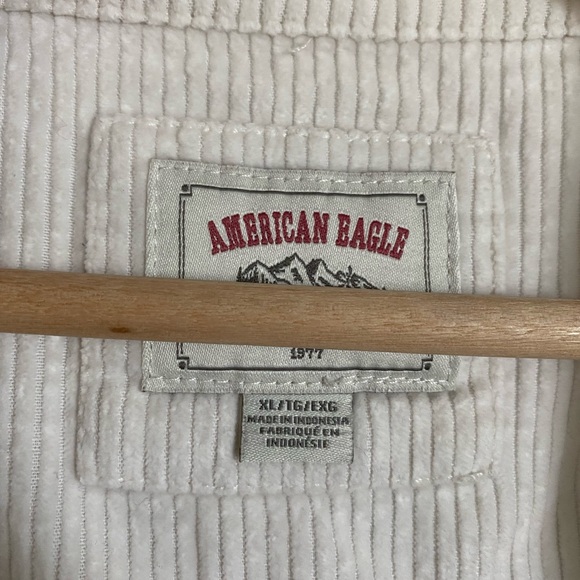 AMERICAN EAGLE
1977
XL/TG/EXG
MADE IN INDONESIA
FABRIQUÉ EN
INDONÉSIE